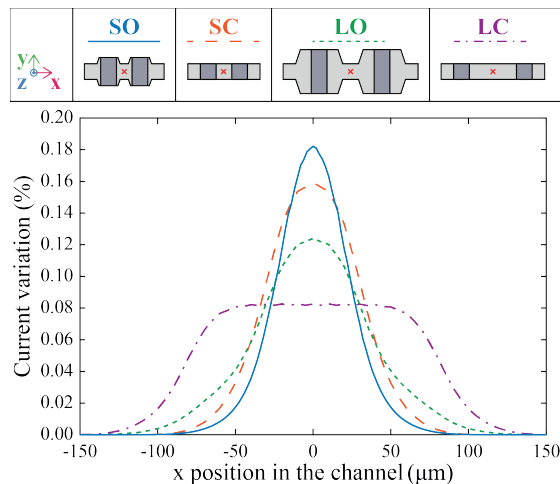 SO
SC
LO
LC
y
z
x
0.20
0.18
0.16
0.14
0.12
0.10
0.08
0.06
0.04
0.02
0.00
Current variation (%)
-150 -100 -50 0 50 100 150
x position in the channel (μm)